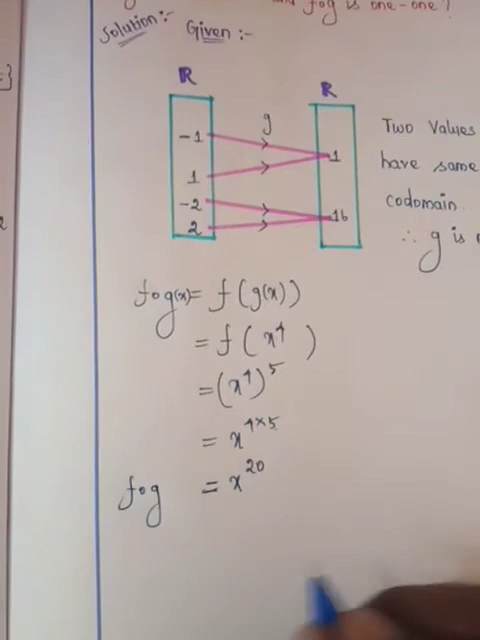 fog is one-one?
Solution:- Given :-
R
R
g
-1
1
-2
2
1
16
Two Values
have same
codomain.
∴ g is
fog(x) = f(g(x))
= f(x⁴)
= (x⁴)⁵
= x⁴ˣ⁵
fog = x²⁰